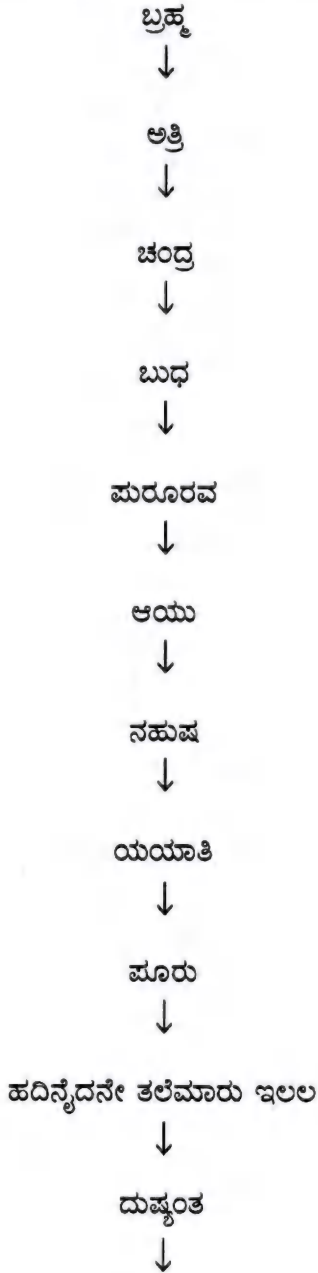 ಬ್ರಹ್ಮ
↓
ಅತ್ರಿ
↓
ಚಂದ್ರ
↓
ಬುಧ
↓
ಪುರೂರವ
↓
ಆಯು
↓
ನಹುಷ
↓
ಯಯಾತಿ
↓
ಪೂರು
↓
ಹದಿನೈದನೇ ತಲೆಮಾರು ಇಲಲ
↓
ದುಷ್ಯಂತ
↓